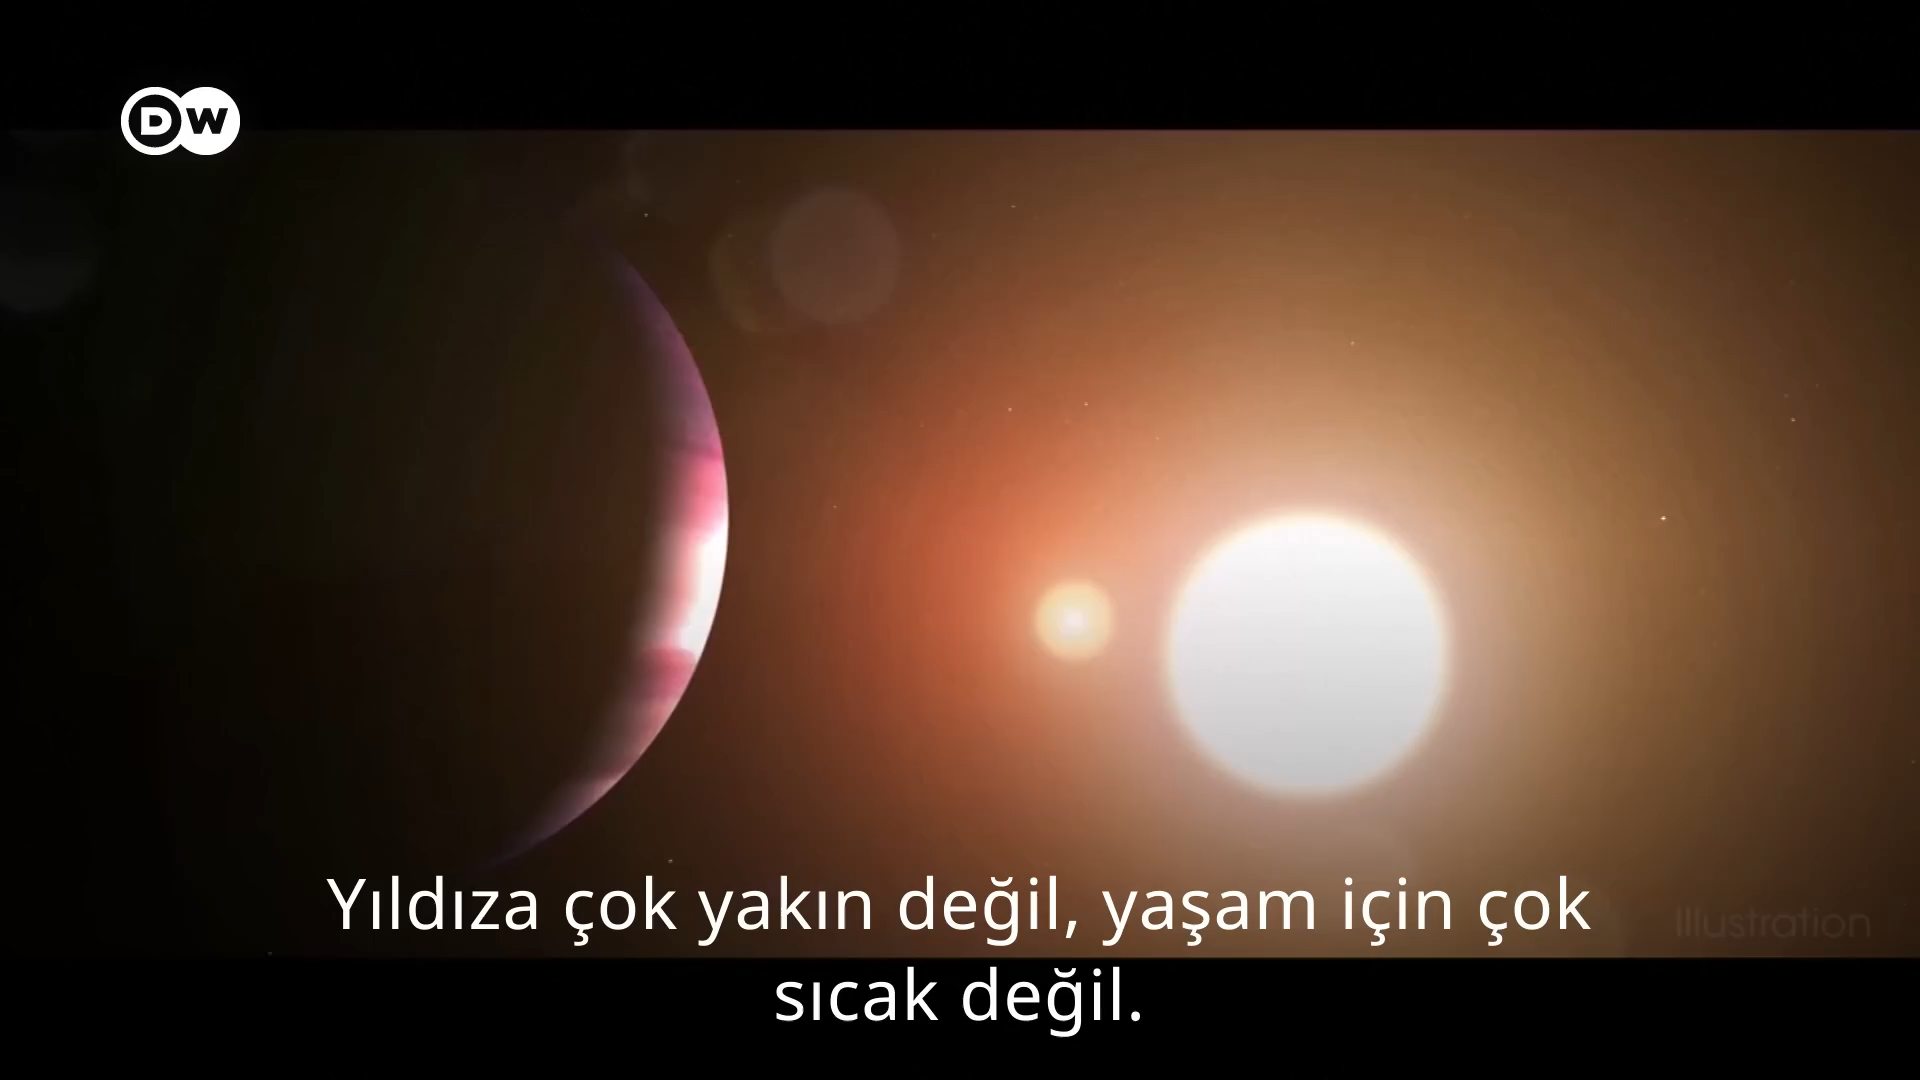 DW
Yıldıza çok yakın değil, yaşam için çok
Illustration
sıcak değil.